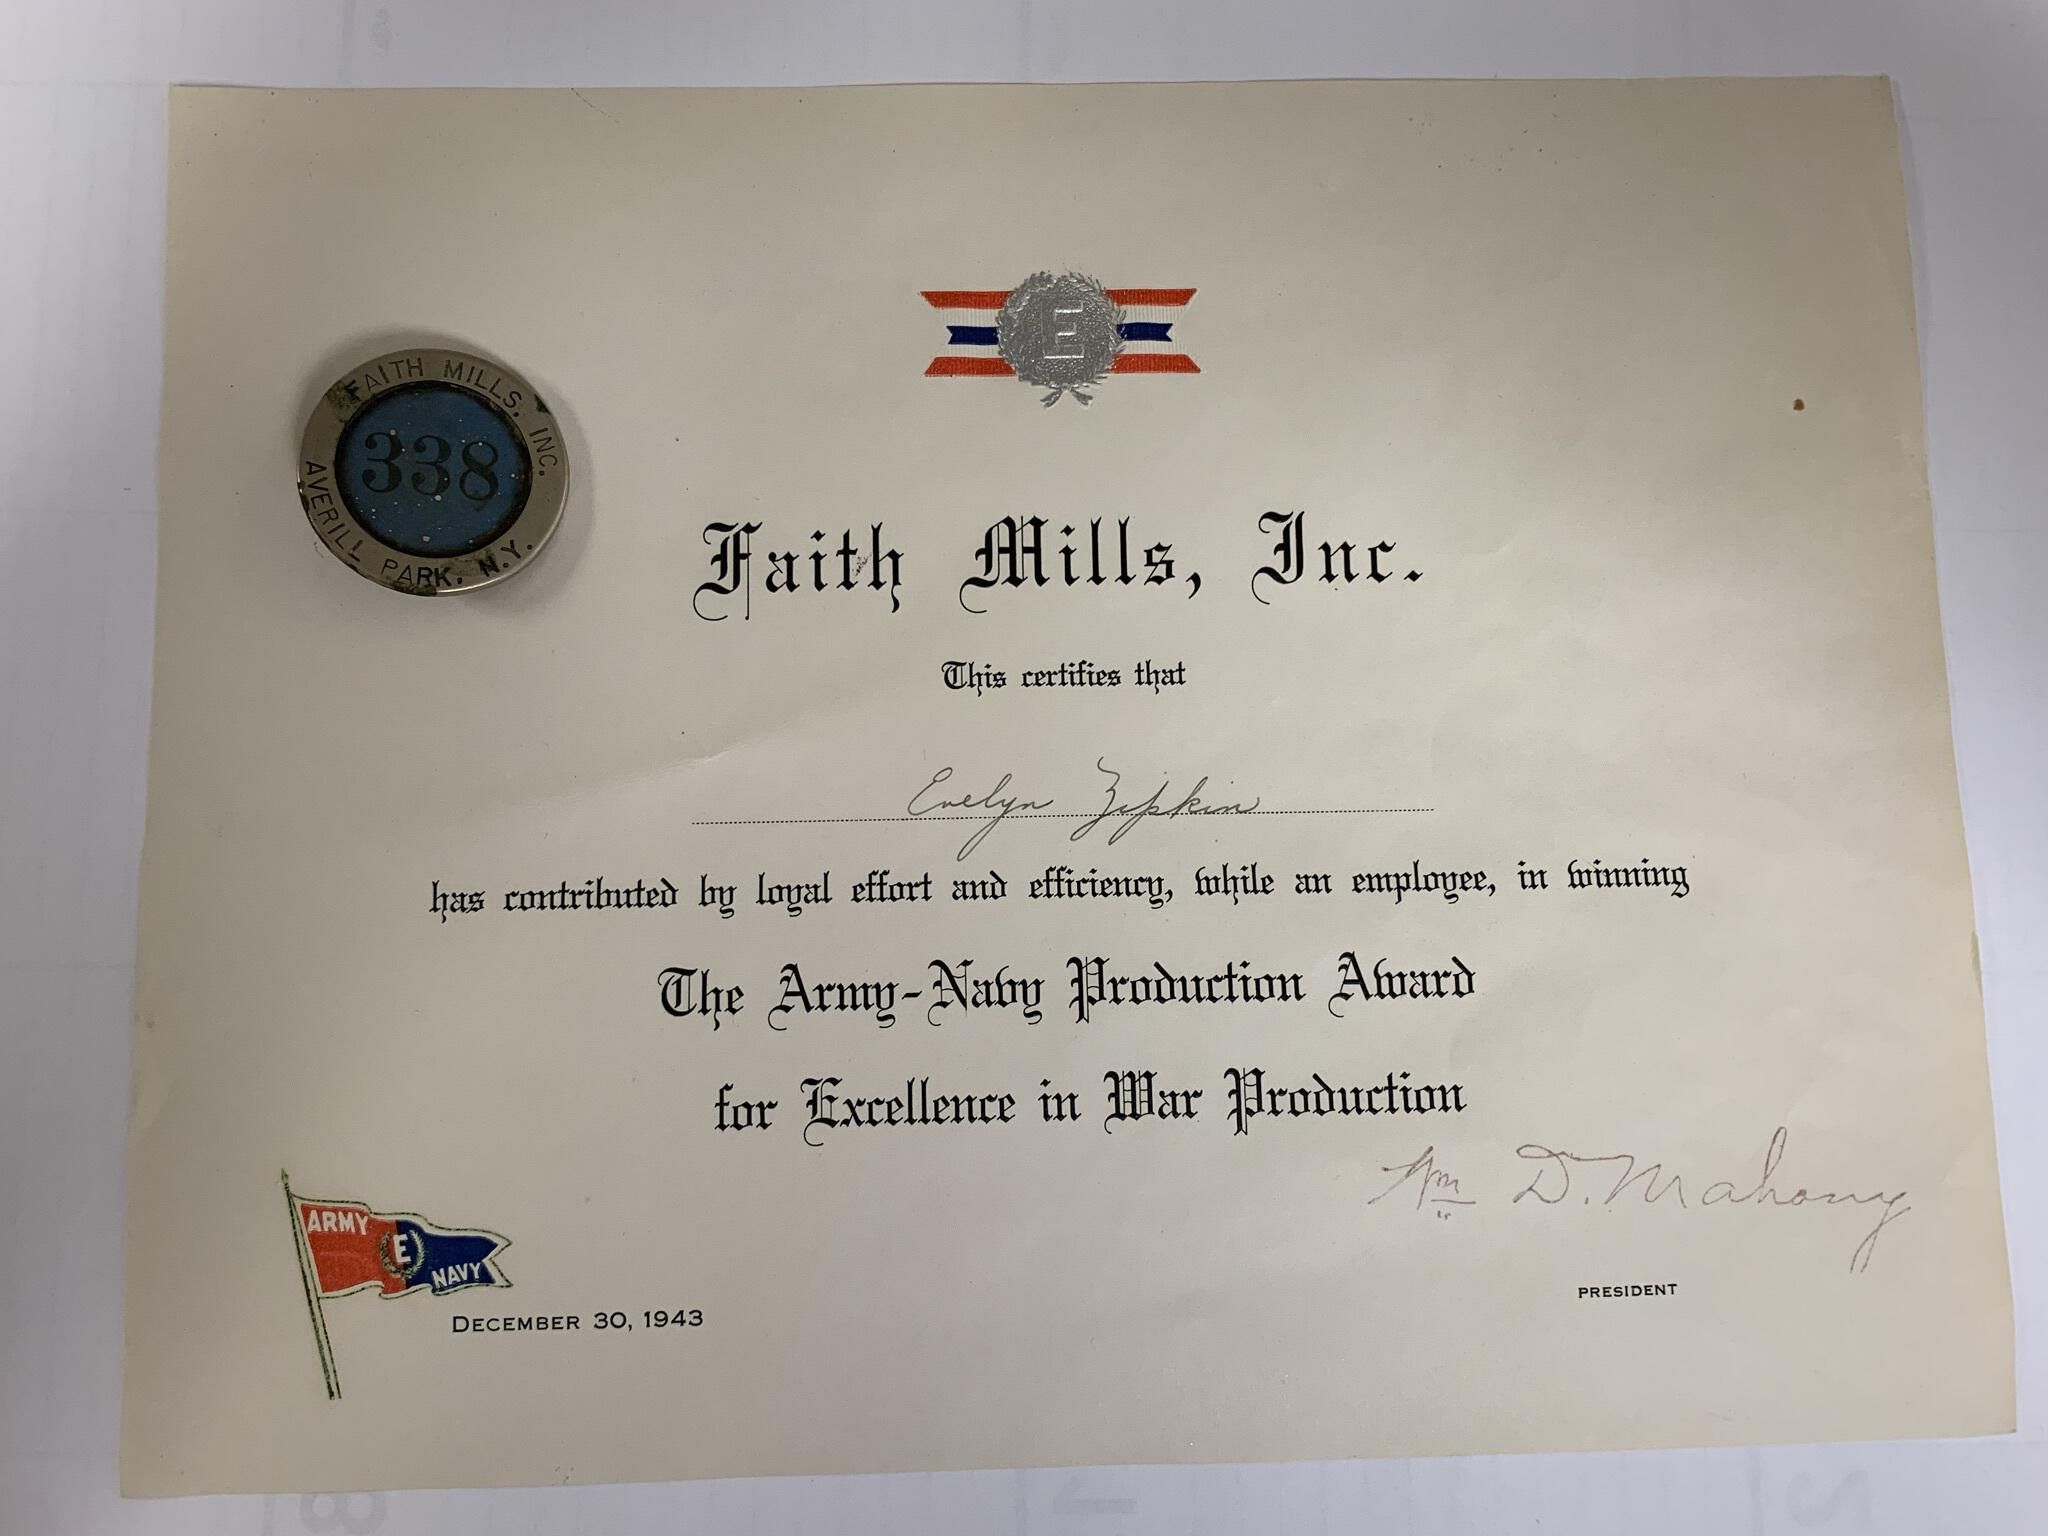 E
FAITH MILLS, INC.
338
AVERILL PARK, N.Y.
Faith Mills, Inc.
This certifies that
Evelyn Zipkin
has contributed by loyal effort and efficiency, while an employee, in winning
The Army-Navy Production Award
for Excellence in War Production
Wm D. Mahony
PRESIDENT
ARMY E NAVY
DECEMBER 30, 1943